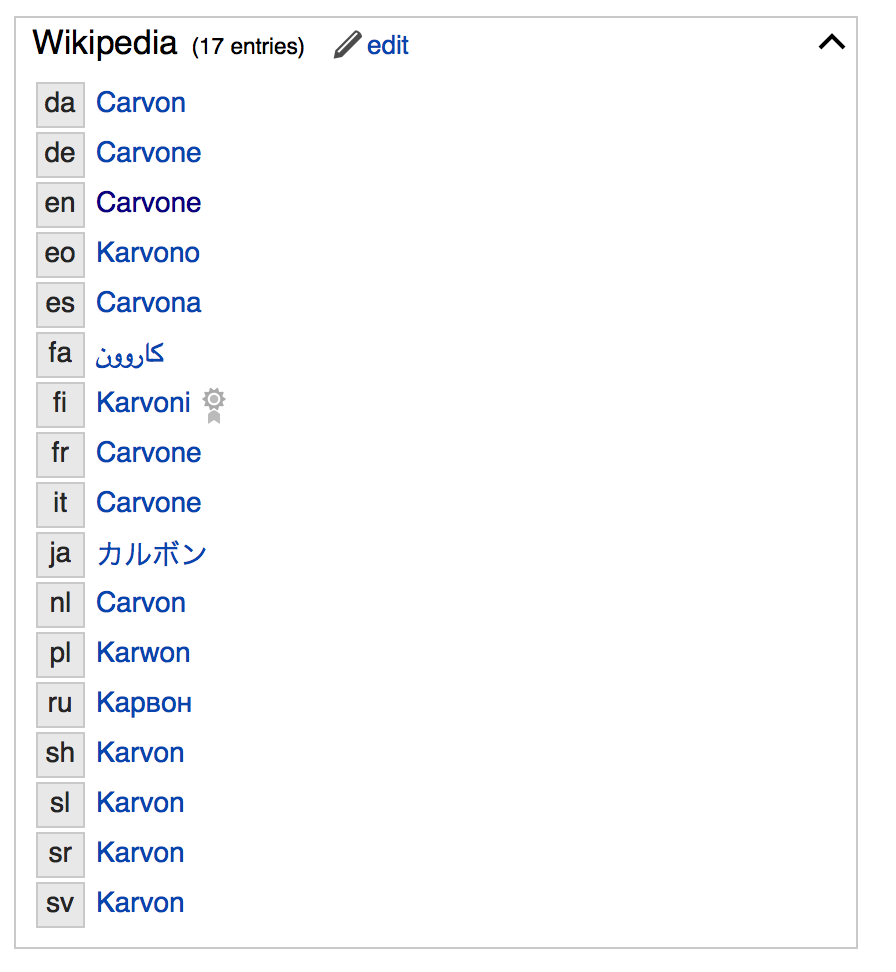 Wikipedia (17 entries) edit
da Carvon
de Carvone
en Carvone
eo Karvono
es Carvona
fa کاروون
fi Karvoni
fr Carvone
it Carvone
ja カルボン
nl Carvon
pl Karwon
ru Карвон
sh Karvon
sl Karvon
sr Karvon
sv Karvon